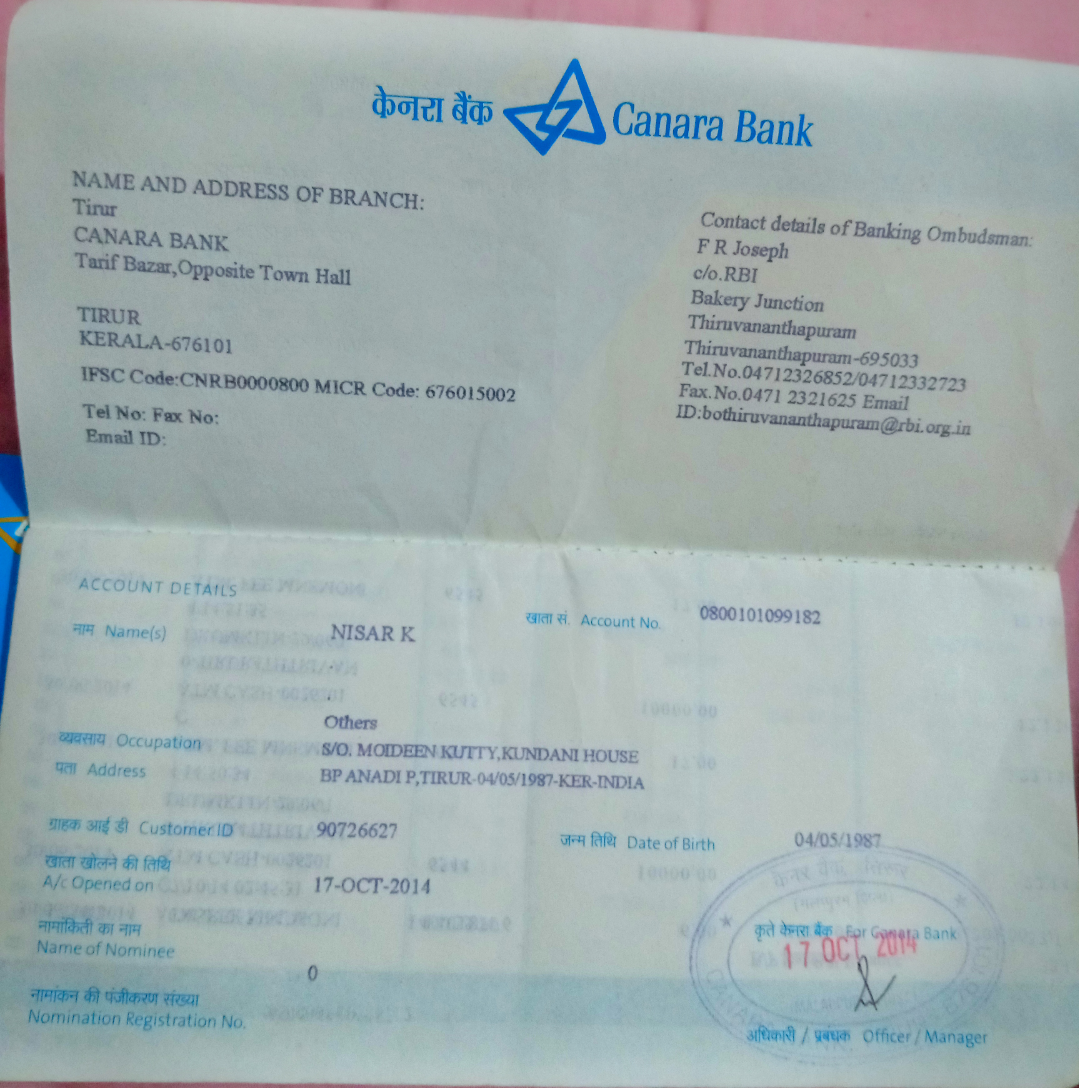 केनरा बैंक Canara Bank
NAME AND ADDRESS OF BRANCH:
Tirur
CANARA BANK
Tarif Bazar,Opposite Town Hall
TIRUR
KERALA-676101
IFSC Code:CNRB0000800 MICR Code: 676015002
Tel No: Fax No:
Email ID:
Contact details of Banking Ombudsman:
F R Joseph
c/o.RBI
Bakery Junction
Thiruvananthapuram
Thiruvananthapuram-695033
Tel.No.04712326852/04712332723
Fax.No.0471 2321625 Email
ID:bothiruvananthapuram@rbi.org.in
ACCOUNT DETAILS
नाम Name(s) NISAR K
खाता सं. Account No. 0800101099182
Others
व्यवसाय Occupation
S/O. MOIDEEN KUTTY,KUNDANI HOUSE
पता Address
BP ANADI P,TIRUR-04/05/1987-KER-INDIA
ग्राहक आई डी Customer ID 90726627
जन्म तिथि Date of Birth 04/05/1987
खाता खोलने की तिथि
A/c Opened on 17-OCT-2014
नामांकिती का नाम
Name of Nominee
0
नामांकन की पंजीकरण संख्या
Nomination Registration No.
कृते केनरा बैंक For Canara Bank
17 OCT 2014
अधिकारी / प्रबंधक Officer / Manager